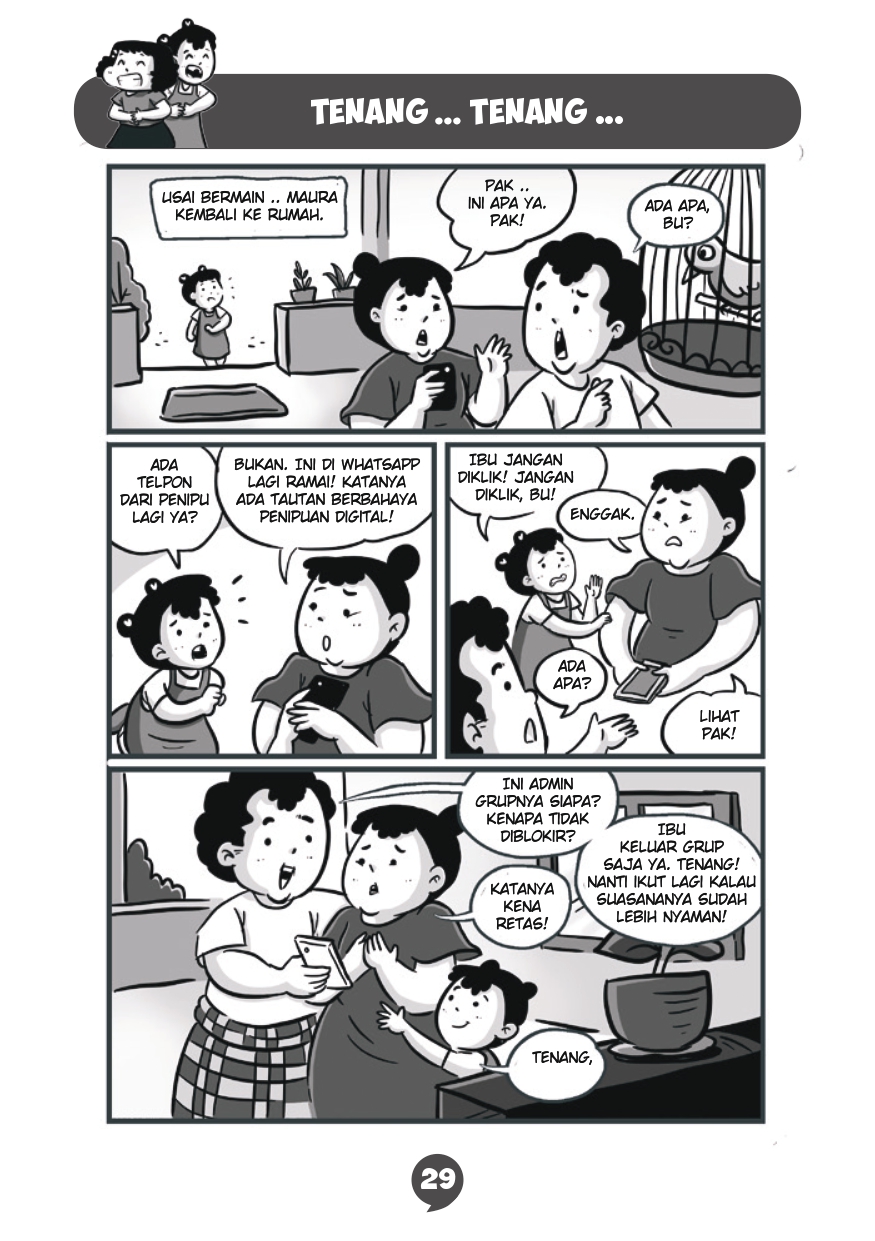 TENANG ... TENANG ...
USAI BERMAIN .. MAURA
KEMBALI KE RUMAH.
PAK ..
INI APA YA.
PAK!
ADA APA,
BU?
ADA
TELPON
DARI PENIPU
LAGI YA?
BUKAN. INI DI WHATSAPP
LAGI RAMAI! KATANYA
ADA TAUTAN BERBAHAYA
PENIPUAN DIGITAL!
IBU JANGAN
DIKLIK! JANGAN
DIKLIK, BU!
ENGGAK.
ADA
APA?
LIHAT
PAK!
INI ADMIN
GRUPNYA SIAPA?
KENAPA TIDAK
DIBLOKIR?
KATANYA
KENA
RETAS!
IBU
KELUAR GRUP
SAJA YA. TENANG!
NANTI IKUT LAGI KALAU
SUASANANYA SUDAH
LEBIH NYAMAN!
TENANG,
29